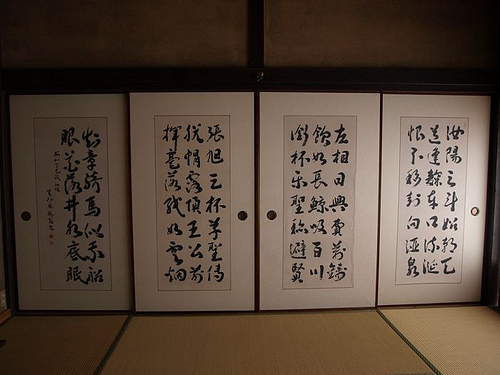 汝陽三斗始朝天
道逢麴車口流涎
恨不移封向酒泉
左相日興費萬錢
飲如長鯨吸百川
銜杯樂聖稱避賢
張旭三杯草聖傳
脱帽露頂王公前
揮毫落紙如雲烟
知章騎馬似乘船
眼花落井水底眠